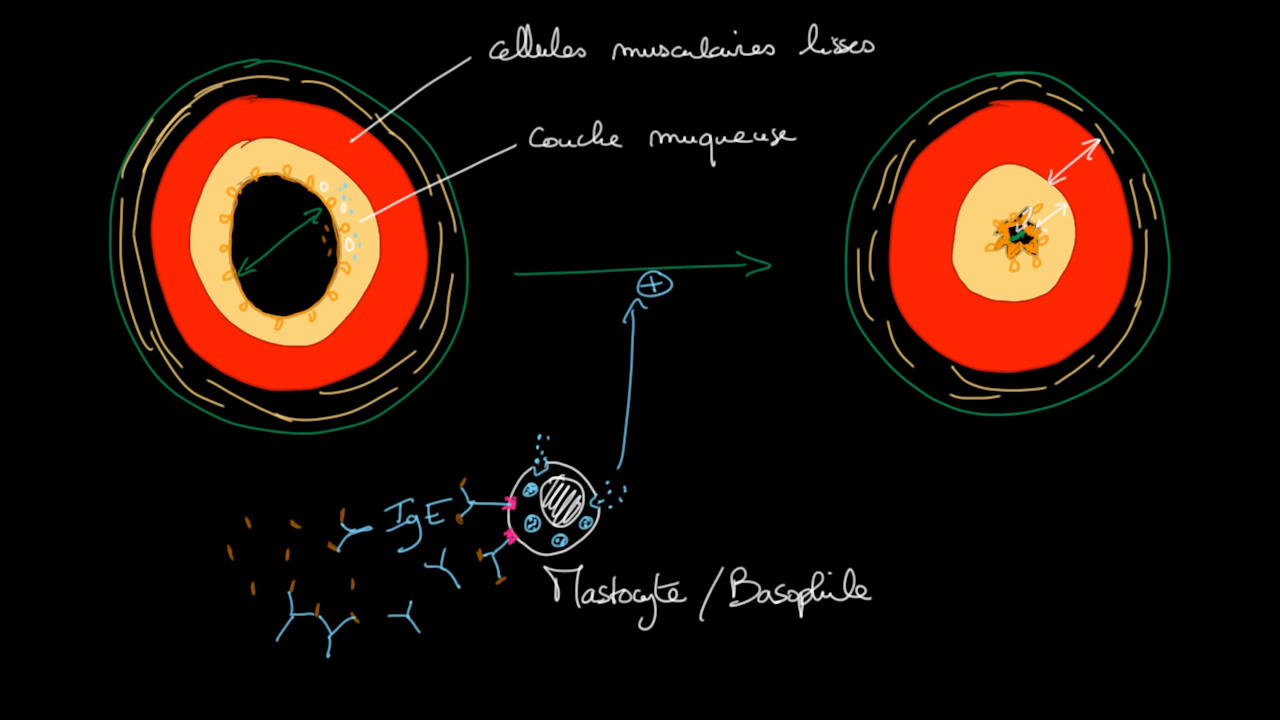 cellules musculaires lisses
couche muqueuse
+
IgE
Mastocyte / Basophile